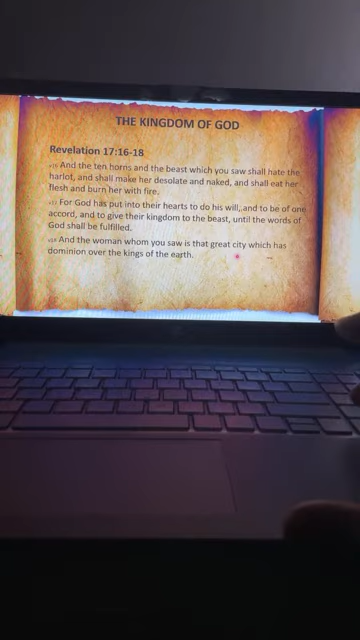 THE KINGDOM OF GOD
Revelation 17:16-18
v16 And the ten horns and the beast which you saw shall hate the
harlot, and shall make her desolate and naked, and shall eat her
flesh and burn her with fire.
v17 For God has put into their hearts to do his will, and to be of one
accord, and to give their kingdom to the beast, until the words of
God shall be fulfilled.
v18 And the woman whom you saw is that great city which has
dominion over the kings of the earth.